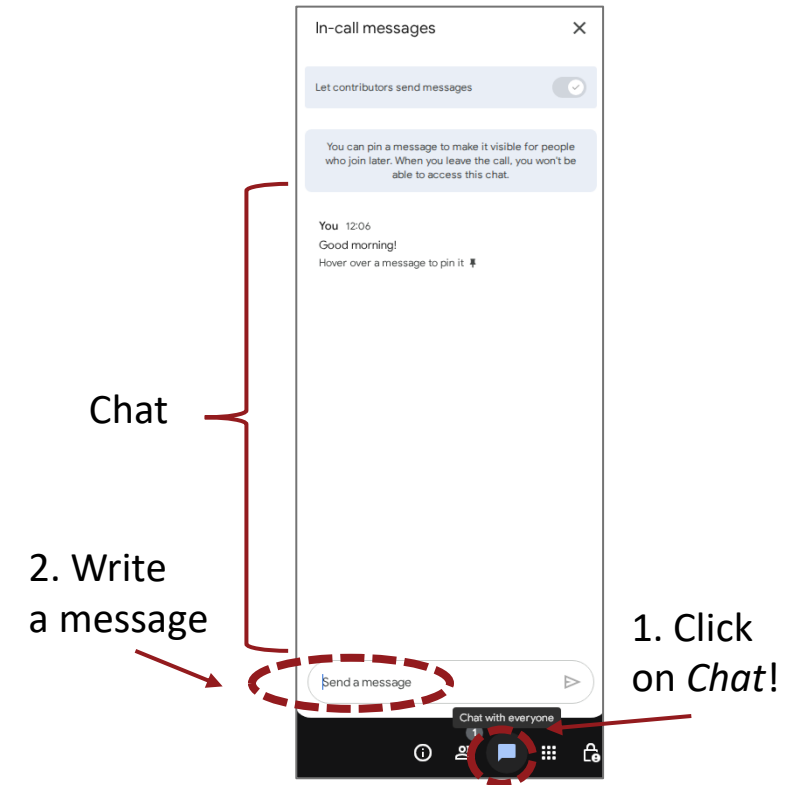 In-call messages
Let contributors send messages
You can pin a message to make it visible for people
who join later. When you leave the call, you won't be
able to access this chat.
You 12:06
Good morning!
Hover over a message to pin it
Chat
2. Write
a message
1. Click
on Chat!
Send a message
Chat with everyone
1